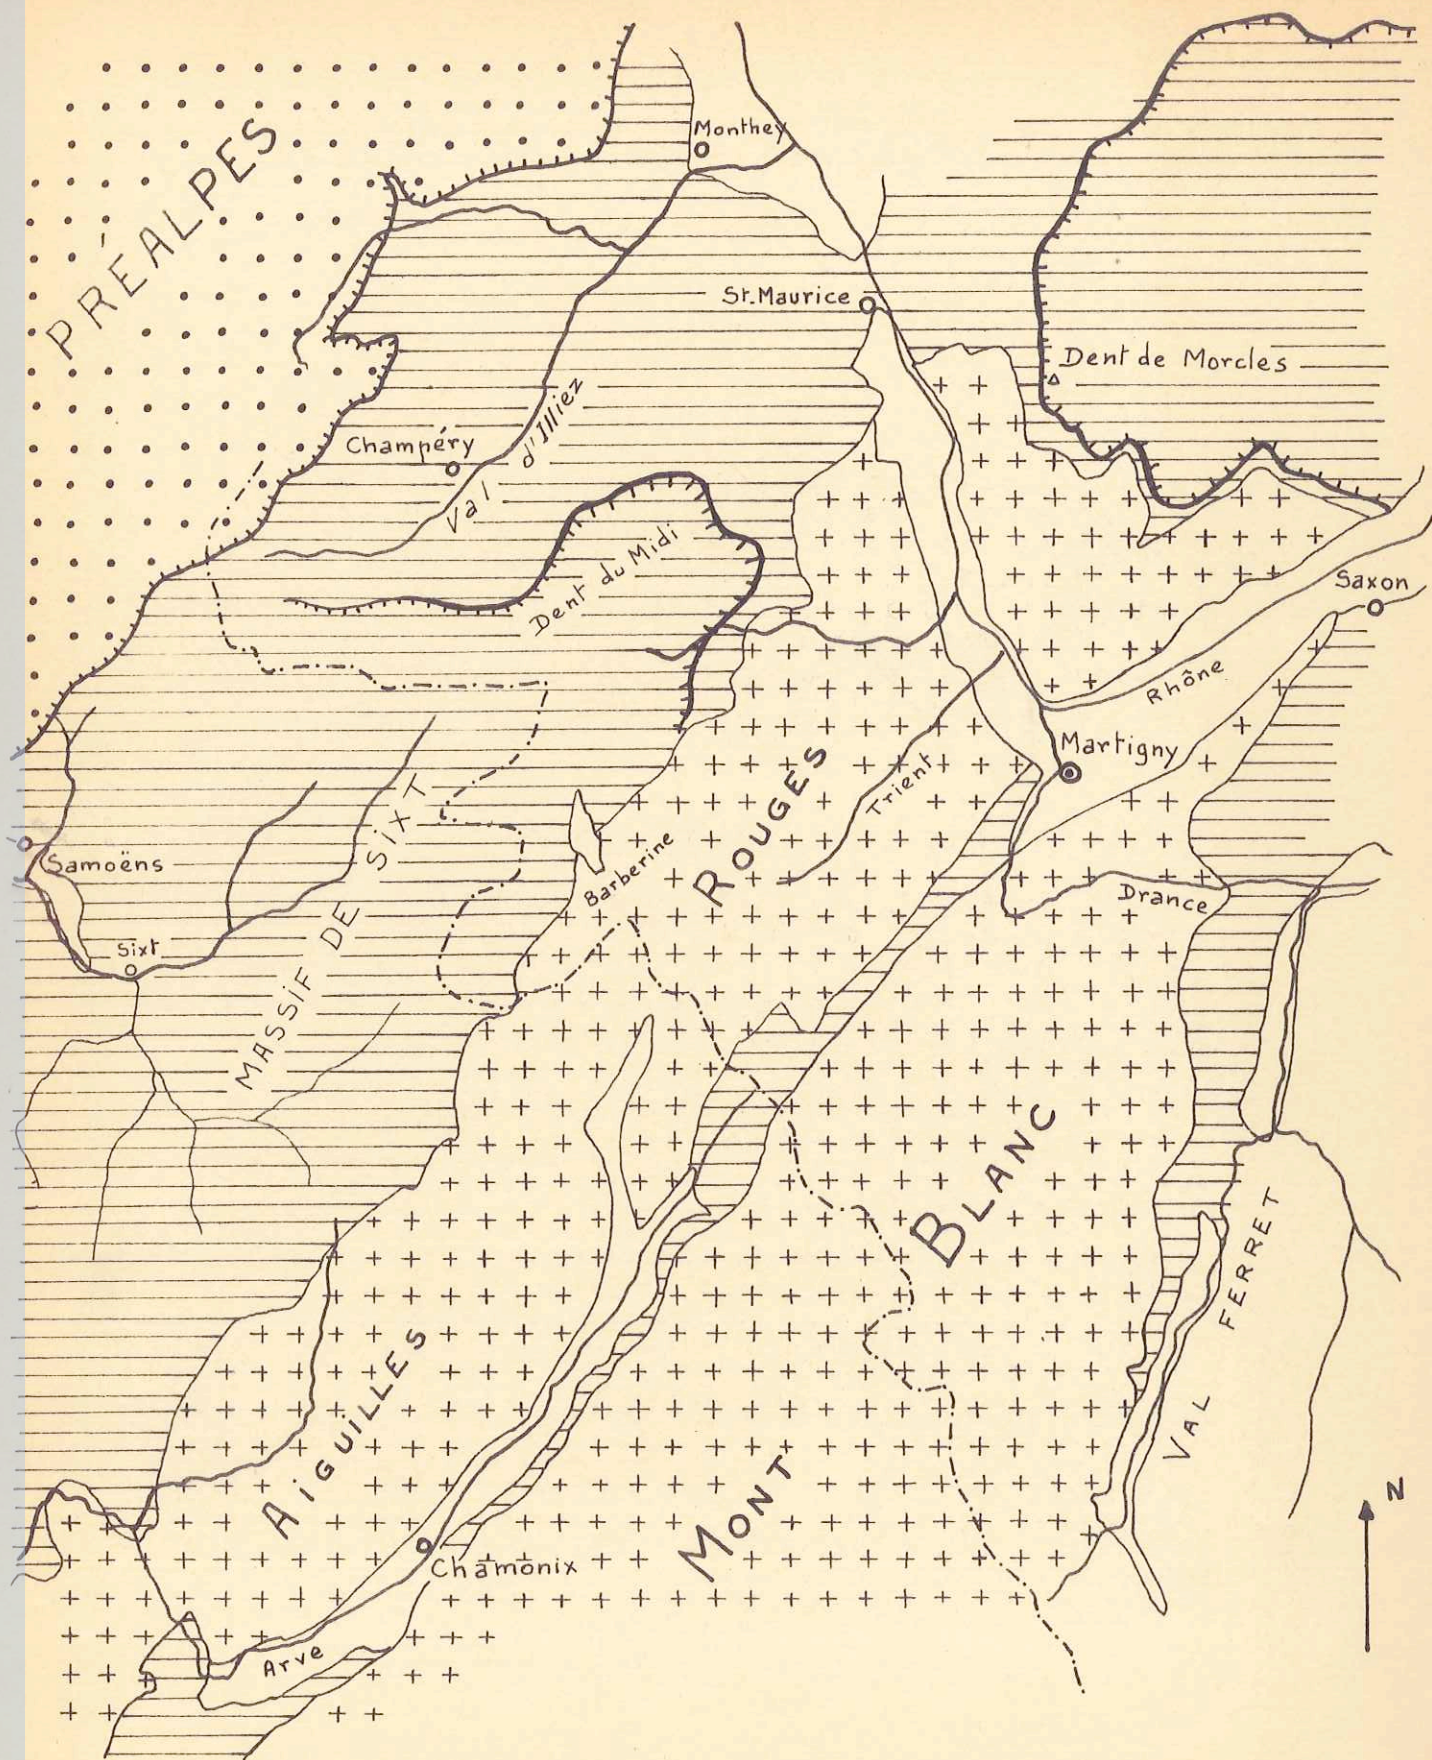 Monthey
PRÉALPES
St. Maurice
Dent de Morcles
Champéry
Val d'Illiez
Dent du Midi
Saxon
Rhône
Martigny
Trient
Samoëns
Barberine
Drance
Sixt
MASSIF DE SIXT
AiGUiLLES ROUGES
MONT BLANC
VAL FERRET
N
Chamonix
Arve